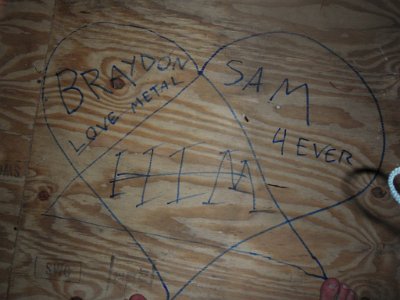 BRAYDON
LOVE METAL
SAM
4 EVER
HIM